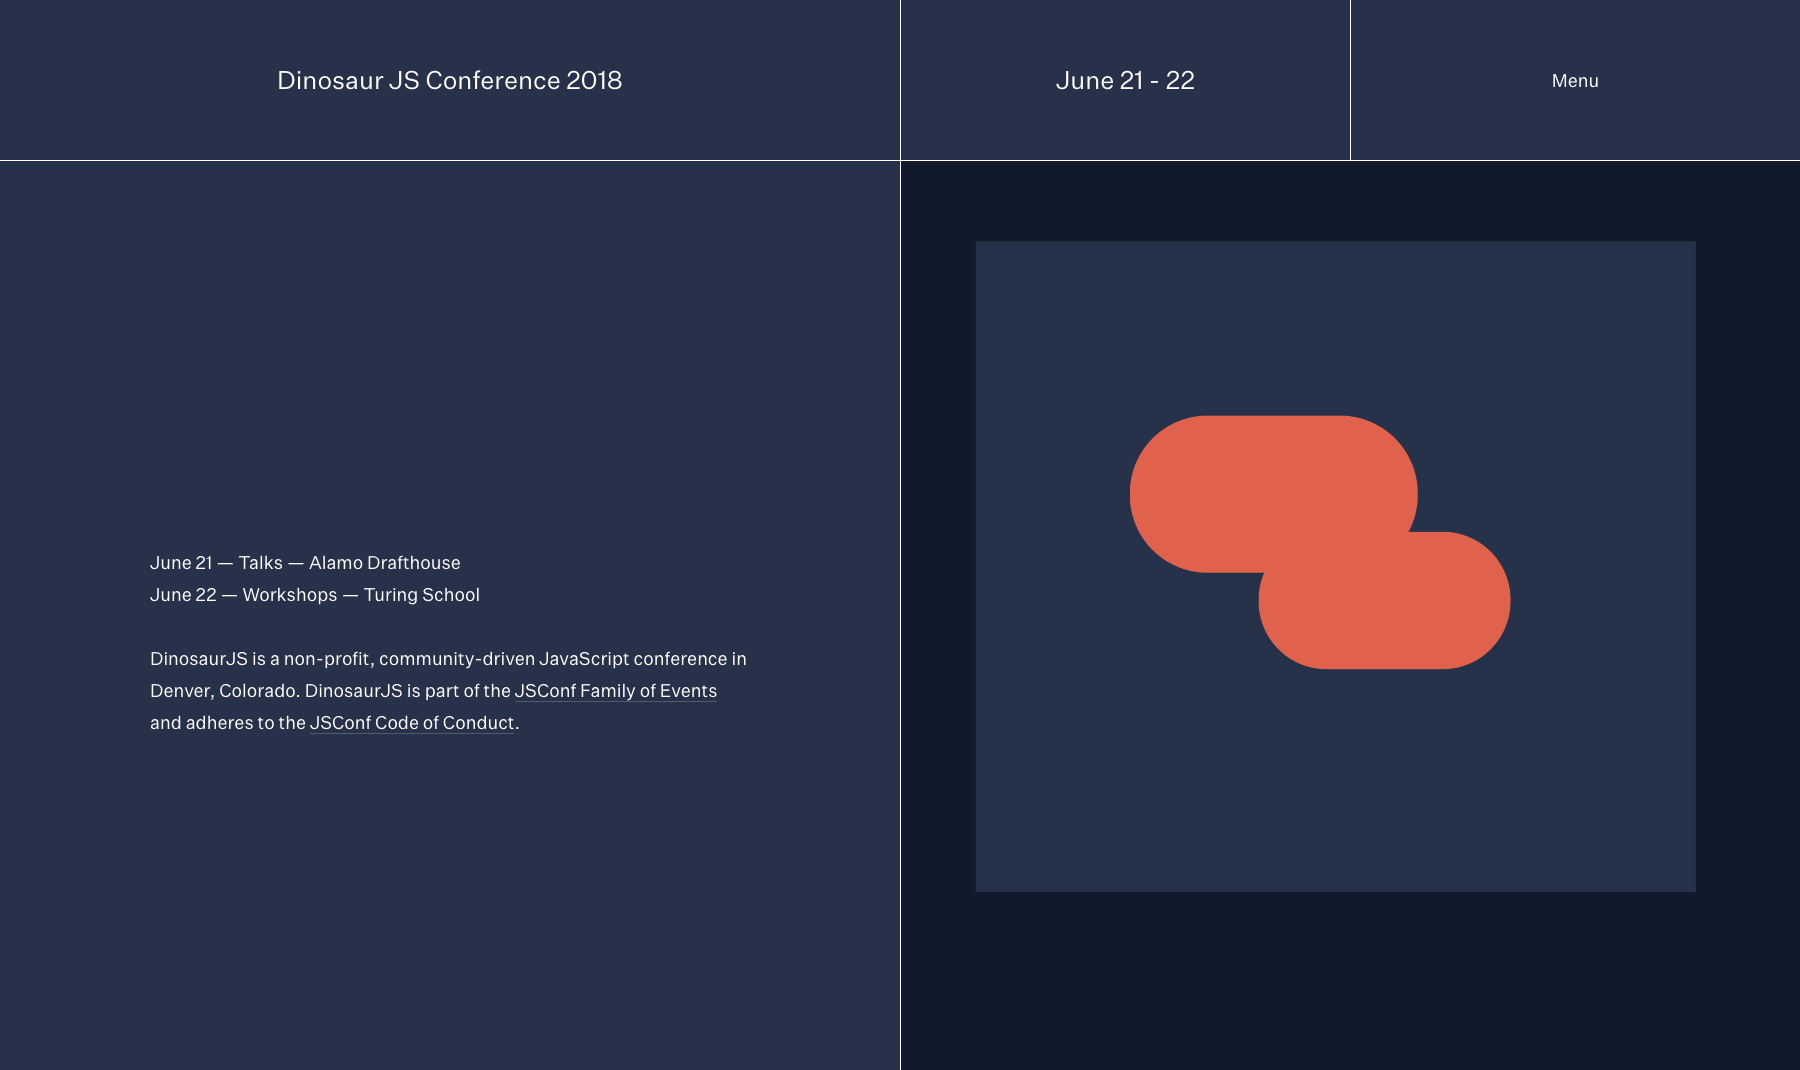 Dinosaur JS Conference 2018
June 21 - 22
Menu
June 21 — Talks — Alamo Drafthouse
June 22 — Workshops — Turing School
DinosaurJS is a non-profit, community-driven JavaScript conference in
Denver, Colorado. DinosaurJS is part of the JSConf Family of Events
and adheres to the JSConf Code of Conduct.